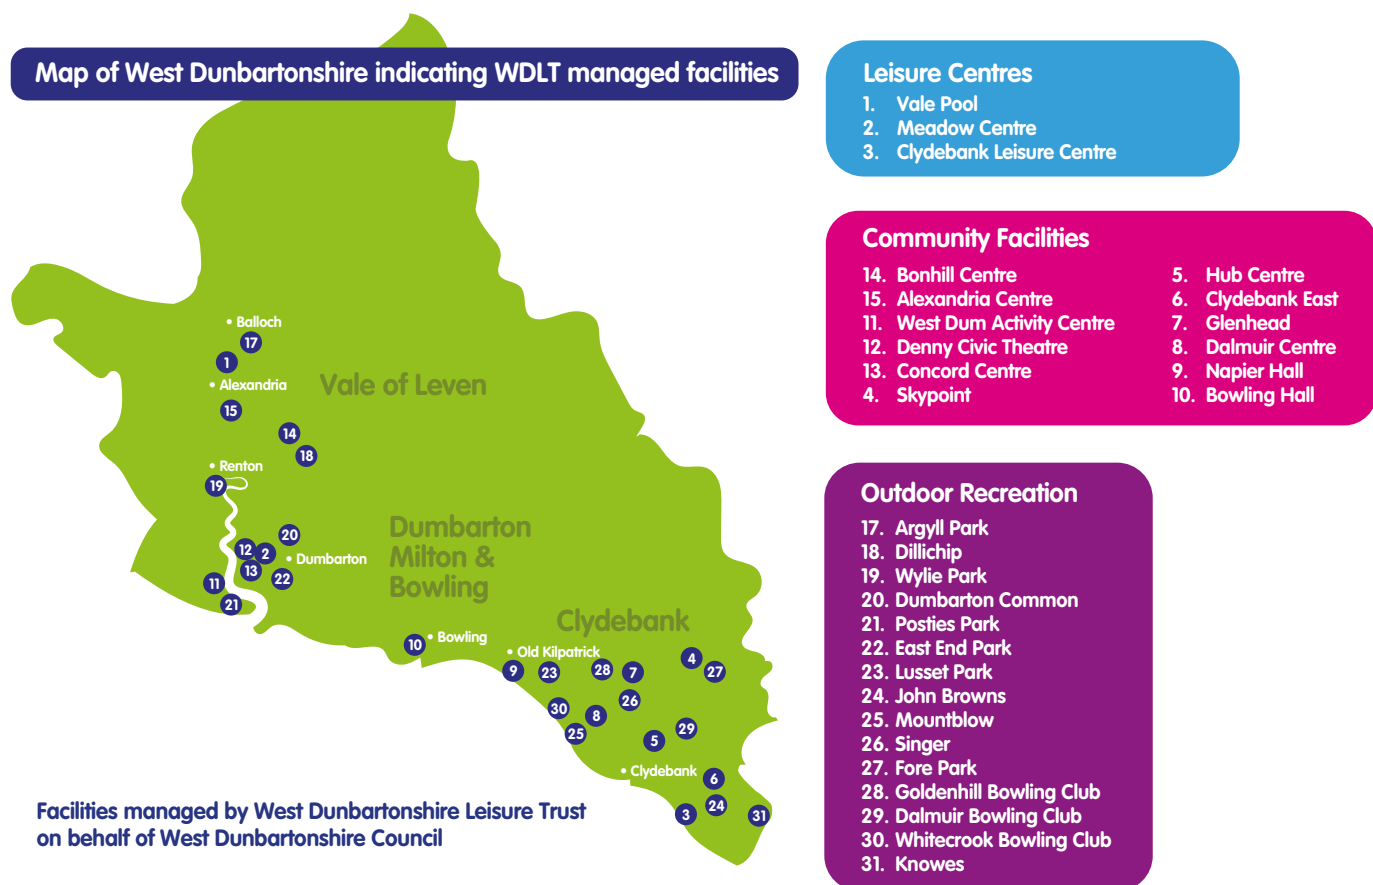 Map of West Dunbartonshire indicating WDLT managed facilities
Balloch
17
1
Alexandria
Vale of Leven
15
14
18
Renton
19
Dumbarton
Milton &
Bowling
20
12
2
Dumbarton
13
22
11
21
Clydebank
10
Bowling
Old Kilpatrick
9
23
28
7
4
27
26
30
8
25
29
5
Clydebank
6
24
3
31
Facilities managed by West Dunbartonshire Leisure Trust
on behalf of West Dunbartonshire Council
Leisure Centres
1. Vale Pool
2. Meadow Centre
3. Clydebank Leisure Centre
Community Facilities
14. Bonhill Centre
15. Alexandria Centre
11. West Dum Activity Centre
12. Denny Civic Theatre
13. Concord Centre
4. Skypoint
5. Hub Centre
6. Clydebank East
7. Glenhead
8. Dalmuir Centre
9. Napier Hall
10. Bowling Hall
Outdoor Recreation
17. Argyll Park
18. Dillichip
19. Wylie Park
20. Dumbarton Common
21. Posties Park
22. East End Park
23. Lusset Park
24. John Browns
25. Mountblow
26. Singer
27. Fore Park
28. Goldenhill Bowling Club
29. Dalmuir Bowling Club
30. Whitecrook Bowling Club
31. Knowes